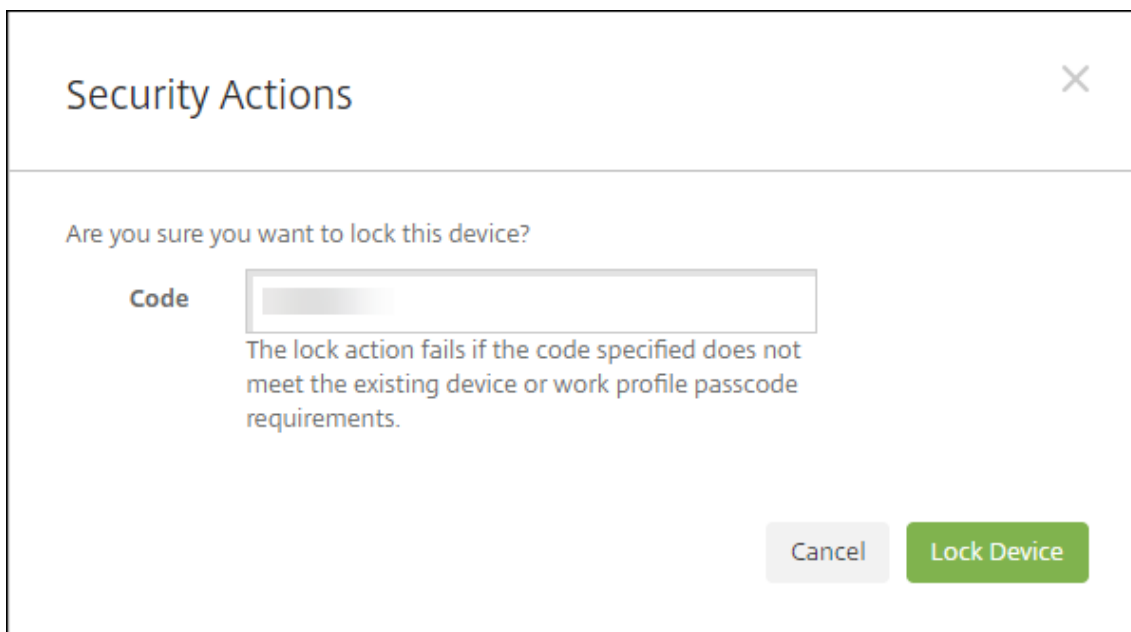 Security Actions
Are you sure you want to lock this device?
Code
The lock action fails if the code specified does not
meet the existing device or work profile passcode
requirements.
Cancel
Lock Device